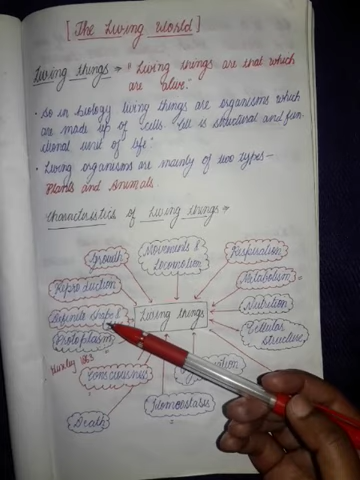 [ The Living World ]
Living things → "Living things are that which
are alive."
• So in biology living things are organisms which
are made up of "cells. Cell is structural and fun-
ctional unit of life".
• Living organisms are mainly of two types –
Plants and Animals.
Characteristics of Living things →
Growth
Movements &
Locomotion
Respiration
Reproduction
Metabolism
Definite shape &
Living things
Nutrition
Protoplasm
Cellular
structure
Huxley 1863
Consciousness
Death
Homeostasis